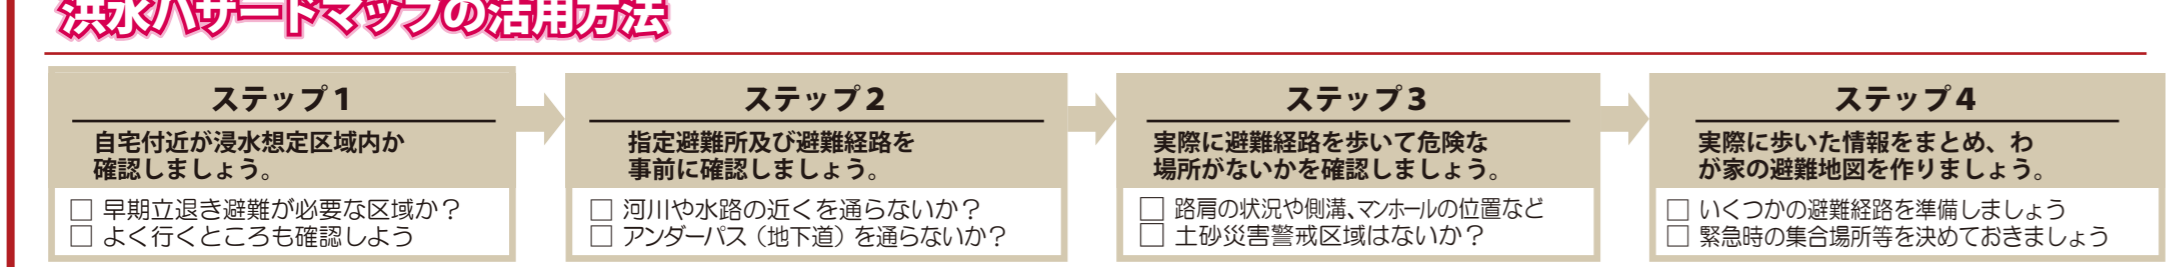 洪水ハザードマップの活用方法
ステップ1
自宅付近が浸水想定区域内か
確認しましょう。
□ 早期立退き避難が必要な区域か？
□ よく行くところも確認しよう
ステップ2
指定避難所及び避難経路を
事前に確認しましょう。
□ 河川や水路の近くを通らないか？
□ アンダーパス（地下道）を通らないか？
ステップ3
実際に避難経路を歩いて危険な
場所がないかを確認しましょう。
□ 路肩の状況や側溝、マンホールの位置など
□ 土砂災害警戒区域はないか？
ステップ4
実際に歩いた情報をまとめ、わ
が家の避難地図を作りましょう。
□ いくつかの避難経路を準備しましょう
□ 緊急時の集合場所等を決めておきましょう